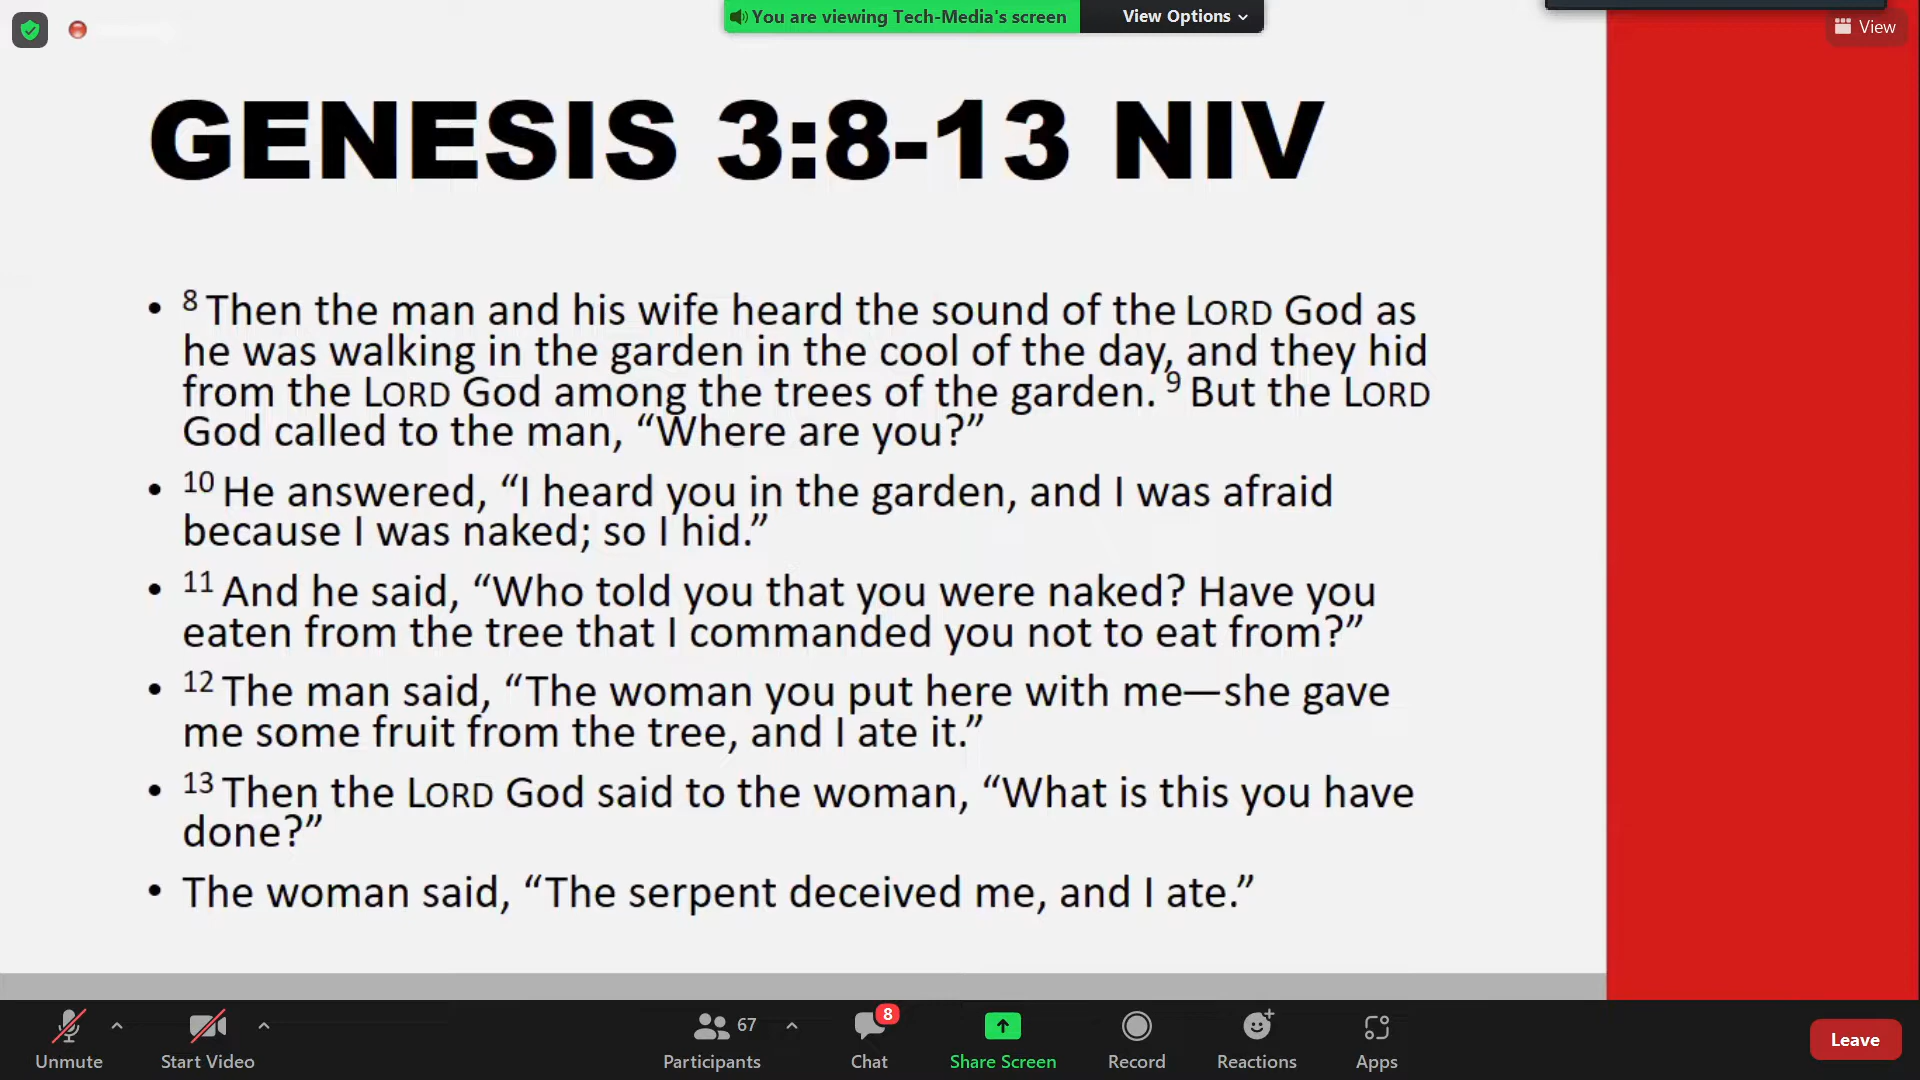 You are viewing Tech-Media's screen
View Options
View
GENESIS 3:8-13 NIV
• 8 Then the man and his wife heard the sound of the LORD God as
he was walking in the garden in the cool of the day, and they hid
from the LORD God among the trees of the garden. 9 But the LORD
God called to the man, “Where are you?”
• 10 He answered, “I heard you in the garden, and I was afraid
because I was naked; so I hid.”
• 11 And he said, “Who told you that you were naked? Have you
eaten from the tree that I commanded you not to eat from?”
• 12 The man said, “The woman you put here with me—she gave
me some fruit from the tree, and I ate it.”
• 13 Then the LORD God said to the woman, “What is this you have
done?”
• The woman said, “The serpent deceived me, and I ate.”
67
8
Unmute
Start Video
Participants
Chat
Share Screen
Record
Reactions
Apps
Leave